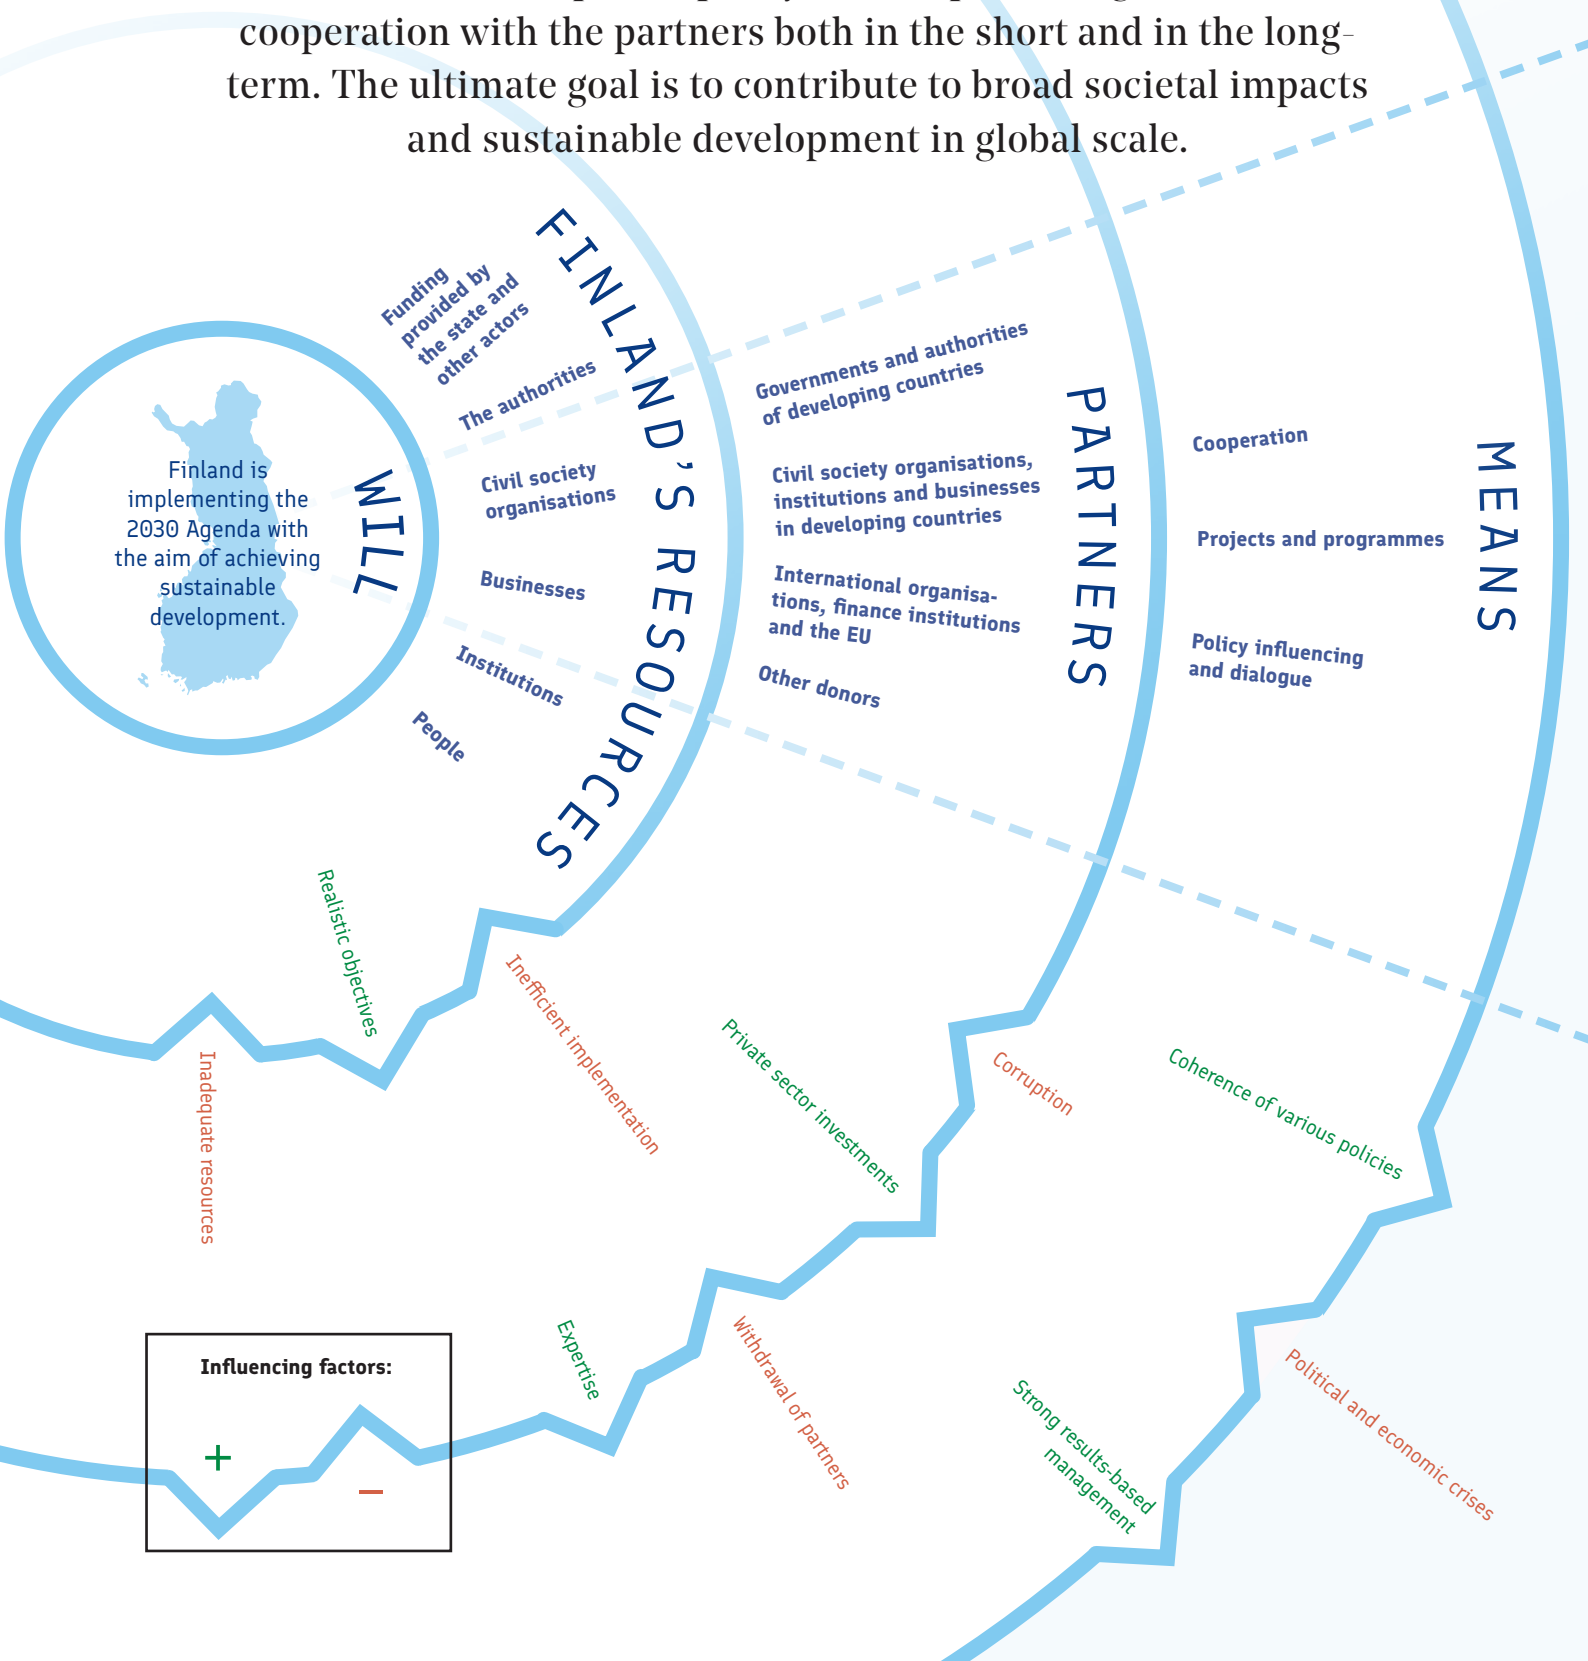 cooperation with the partners both in the short and in the long-
term. The ultimate goal is to contribute to broad societal impacts
and sustainable development in global scale.
Finland is
implementing the
2030 Agenda with
the aim of achieving
sustainable
development.
WILL
Funding
provided by
the state and
other actors
The authorities
Civil society
organisations
Businesses
Institutions
People
FINLAND'S RESOURCES
Governments and authorities
of developing countries
Civil society organisations,
institutions and businesses
in developing countries
International organisa-
tions, finance institutions
and the EU
Other donors
PARTNERS
Cooperation
Projects and programmes
Policy influencing
and dialogue
MEANS
Realistic objectives
Inadequate resources
Inefficient implementation
Private sector investments
Corruption
Coherence of various policies
Expertise
Withdrawal of partners
Strong results-based
management
Political and economic crises
Influencing factors:
+
–